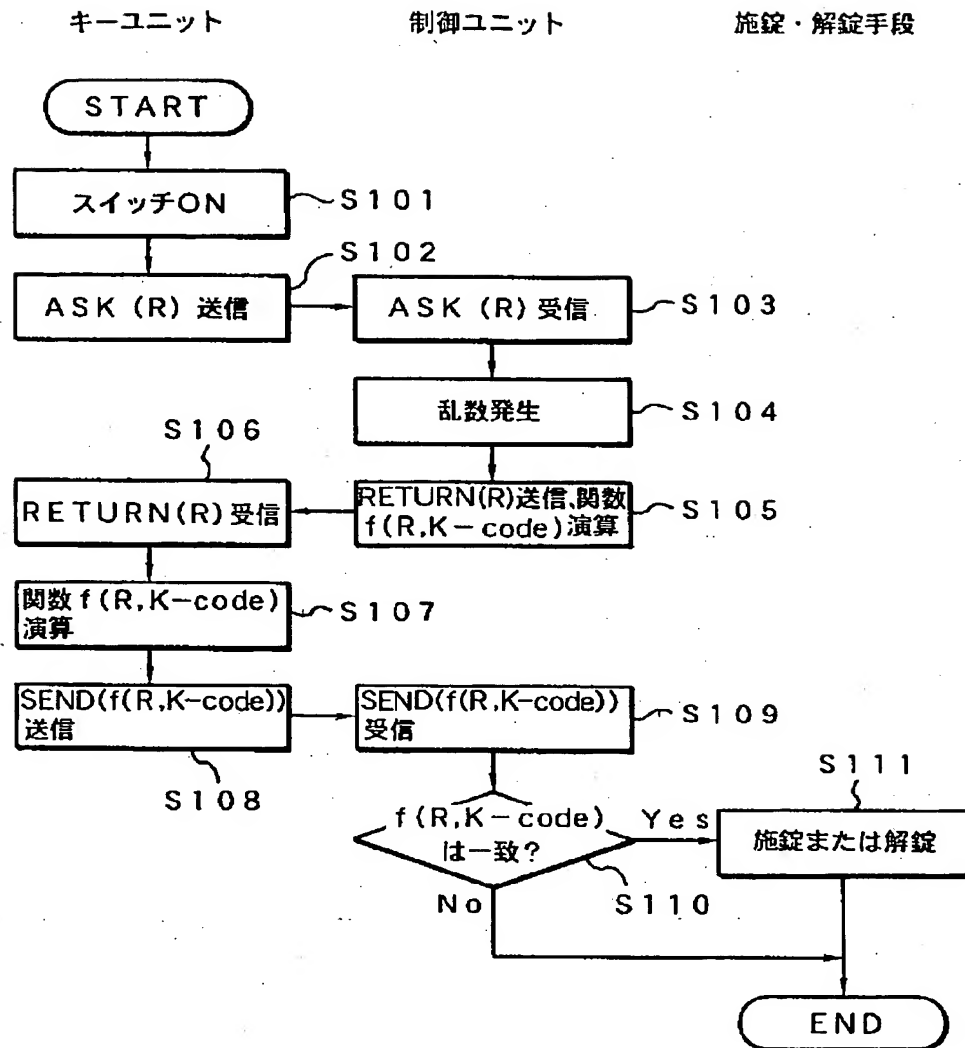 キーユニット
制御ユニット
施錠・解錠手段
START
スイッチON
S101
S102
ASK (R) 送信
ASK (R) 受信
S103
乱数発生
S104
S106
RETURN(R)受信
RETURN(R)送信、関数
f(R,K-code)演算
S105
関数f(R,K-code)
演算
S107
SEND(f(R,K-code))
送信
S108
SEND(f(R,K-code))
受信
S109
f(R,K-code)
は一致?
Yes
No
S110
S111
施錠または解錠
END